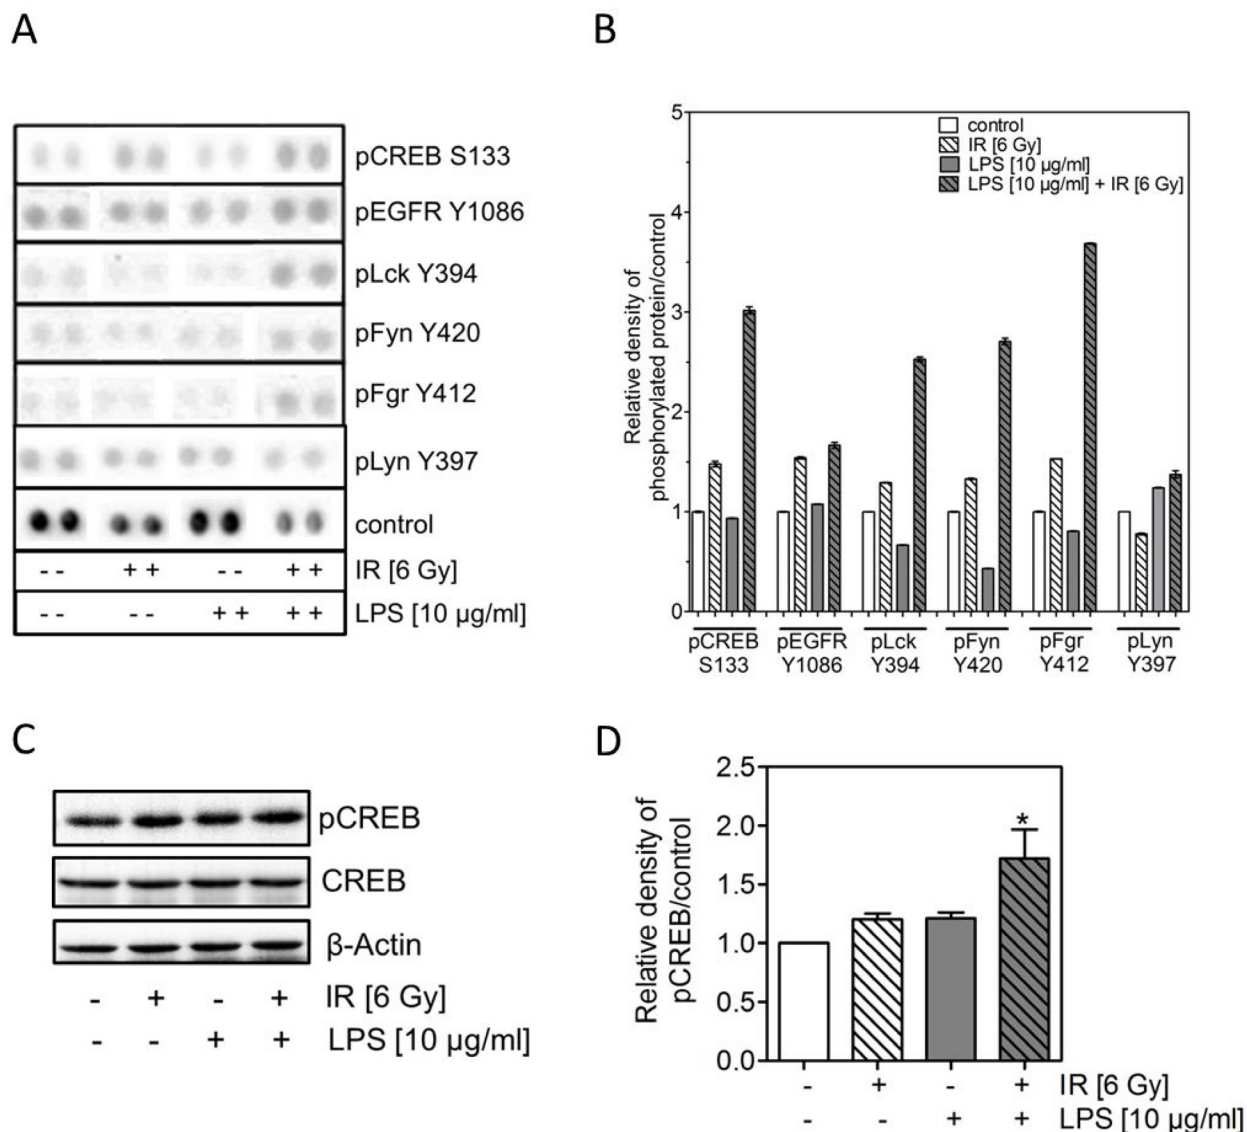 A
pCREB S133
pEGFR Y1086
pLck Y394
pFyn Y420
pFgr Y412
pLyn Y397
control
-- ++ -- ++ IR [6 Gy]
-- -- ++ ++ LPS [10 µg/ml]
B
Relative density of
phosphorylated protein/control
5
4
3
2
1
0
control
IR [6 Gy]
LPS [10 µg/ml]
LPS [10 µg/ml] + IR [6 Gy]
pCREB pEGFR pLck pFyn pFgr pLyn
S133 Y1086 Y394 Y420 Y412 Y397
C
pCREB
CREB
β-Actin
- + - + IR [6 Gy]
- - + + LPS [10 µg/ml]
D
Relative density of
pCREB/control
2.5
2.0
1.5
1.0
0.5
0.0
*
- + - + IR [6 Gy]
- - + + LPS [10 µg/ml]